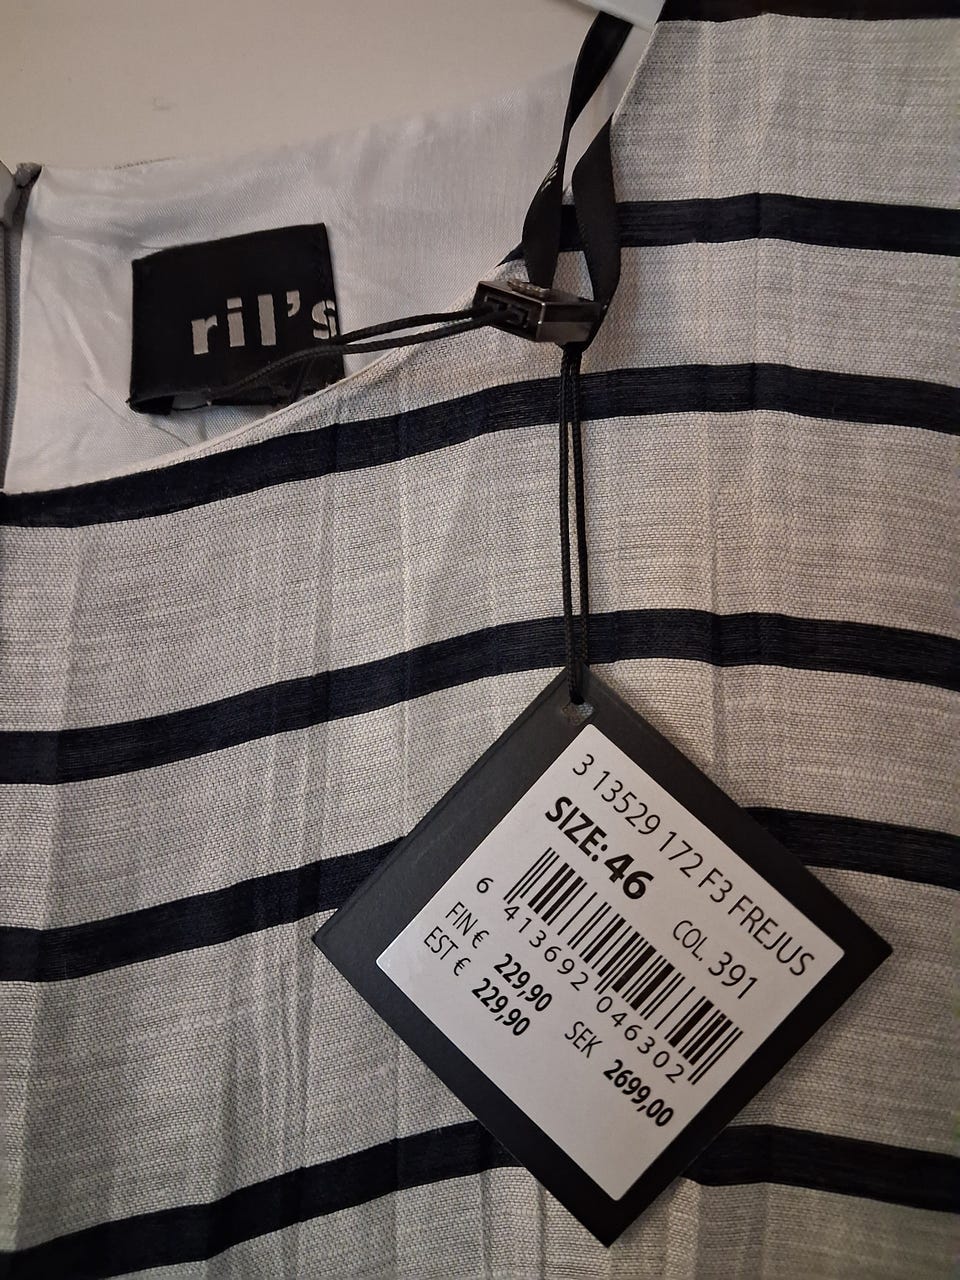 ril's
3 13529 172 F3 FREJUS
SIZE: 46
COL. 391
6 413692 046302
FIN € 229,90
EST € 229,90
SEK 2699,00